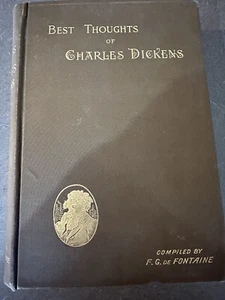 BEST THOUGHTS
OF
CHARLES DICKENS
COMPILED BY
F. G. DE FONTAINE